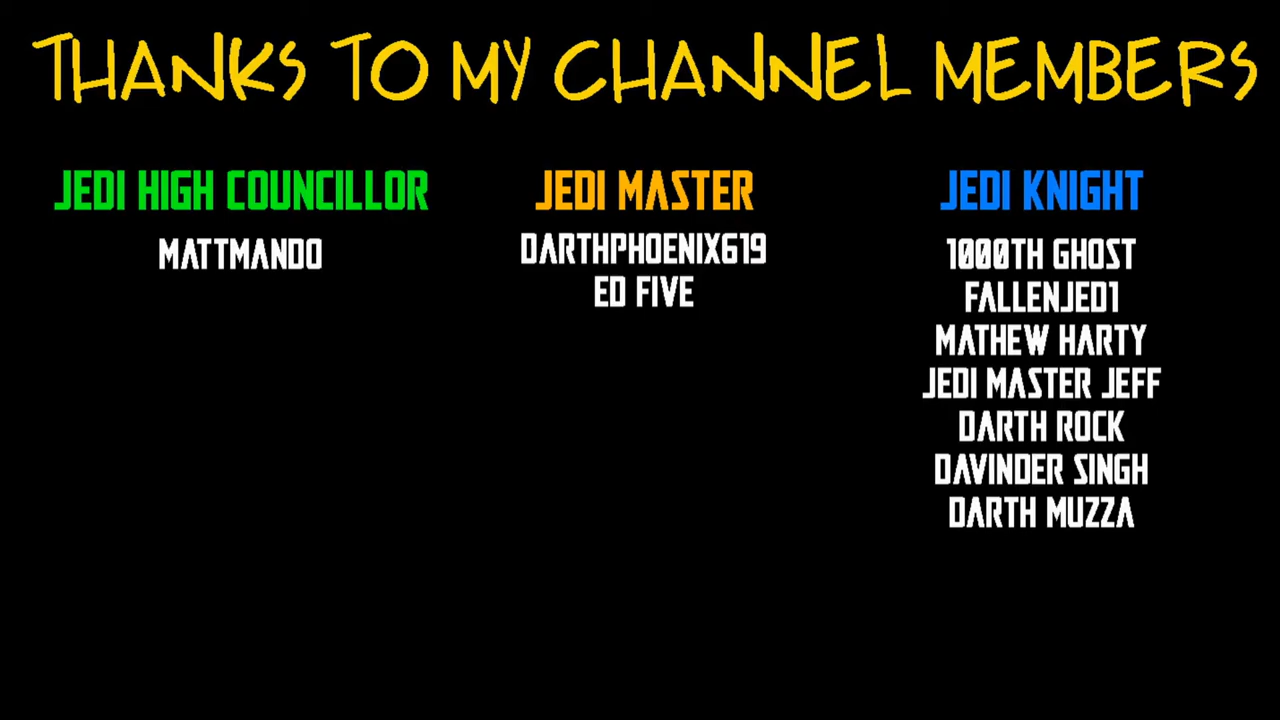 THANKS TO MY CHANNEL MEMBERS
JEDI HIGH COUNCILLOR
MATTMANDO
JEDI MASTER
DARTHPHOENIX619
ED FIVE
JEDI KNIGHT
1000TH GHOST
FALLENJED1
MATHEW HARTY
JEDI MASTER JEFF
DARTH ROCK
DAVINDER SINGH
DARTH MUZZA